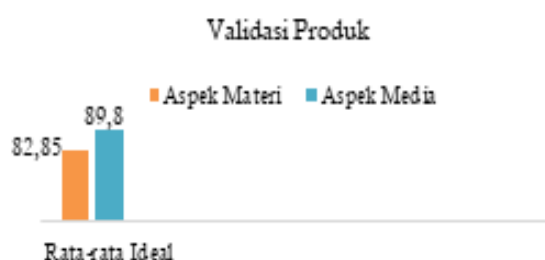 Validasi Produk
Aspek Materi Aspek Media
89,8
82,85
Rata-rata Ideal